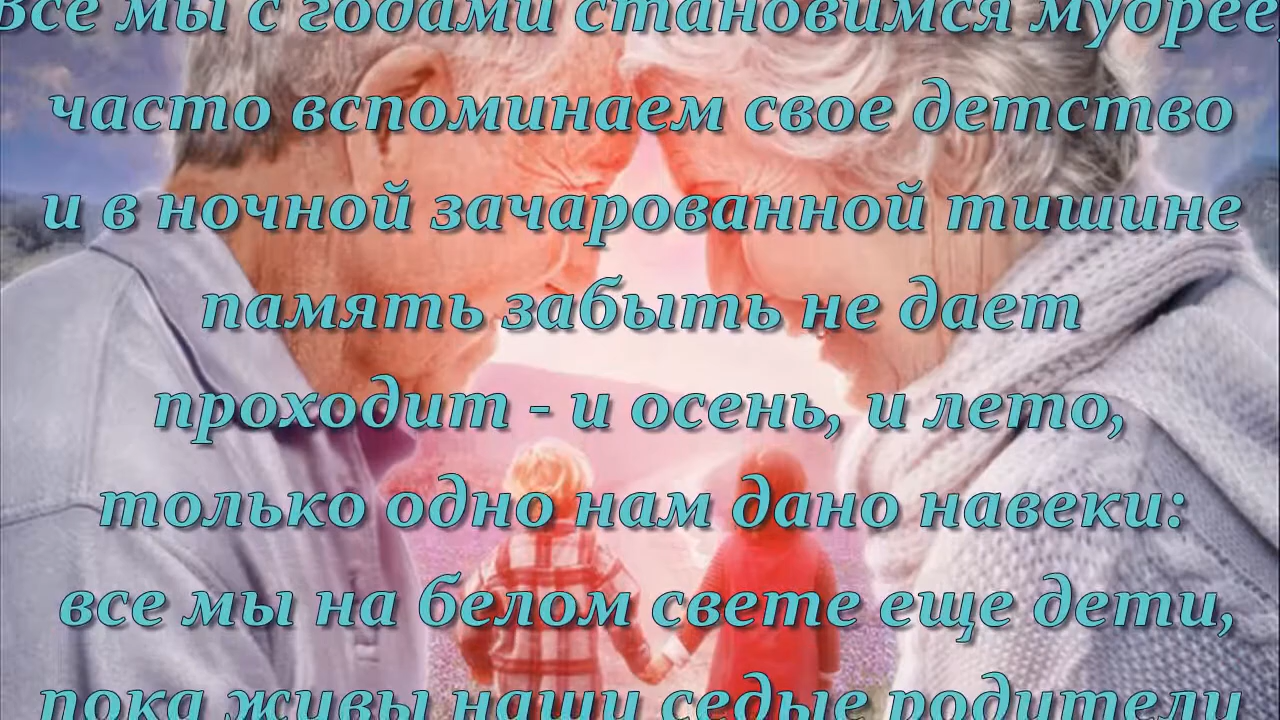 Все мы с годами становимся мудрее,
часто вспоминаем свое детство
и в ночной зачарованной тишине
память забыть не дает
проходит - и осень, и лето,
только одно нам дано навеки:
все мы на белом свете еще дети,
пока живы наши седые родители